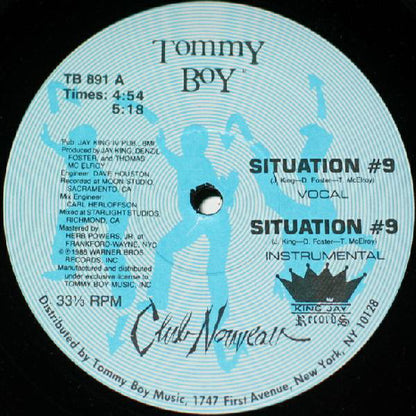 TOMMY
BOY
TB 891 A
Times: 4:54
5:18
Pub. JAY KING IV PUB., BMI
Produced by JAY KING, DENZIL
FOSTER, and THOMAS
MC ELROY
Engineer: DAVE HOUSTON
Recorded at MOON STUDIO
SACRAMENTO, CA
Mix Engineer:
CARL HERLOFFSON
Mixed at STARLIGHT STUDIOS,
RICHMOND, CA
Mastered by
HERB POWERS, JR. at
FRANKFORD-WAYNE, NYC
©℗1985 WARNER BROS.
RECORDS, INC.
Manufactured and distributed
under exclusive license to
TOMMY BOY MUSIC, INC
33⅓ RPM
SITUATION #9
(J. King—D. Foster—T. McElroy)
VOCAL
SITUATION #9
(J. King—D. Foster—T. McElroy)
INSTRUMENTAL
KING JAY
Records
Club Nouveau
Distributed by Tommy Boy Music, 1747 First Avenue, New York, NY 10128